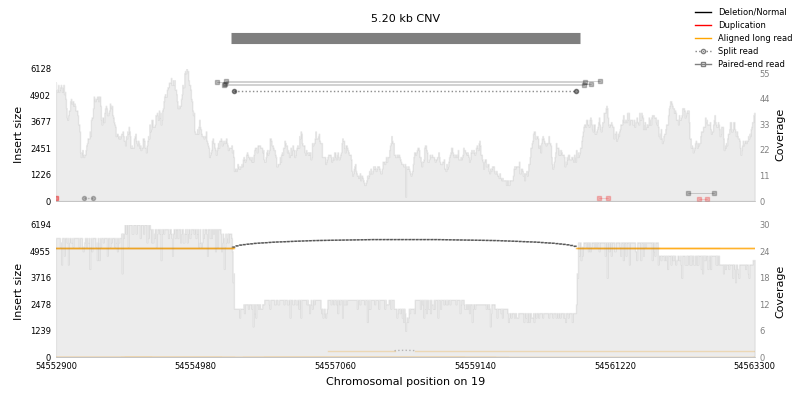 5.20 kb CNV
Deletion/Normal
Duplication
Aligned long read
Split read
Paired-end read
6128
4902
3677
2451
1226
0
Insert size
55
44
33
22
11
0
Coverage
6194
4955
3716
2478
1239
0
Insert size
30
24
18
12
6
0
Coverage
54552900 54554980 54557060 54559140 54561220 54563300
Chromosomal position on 19